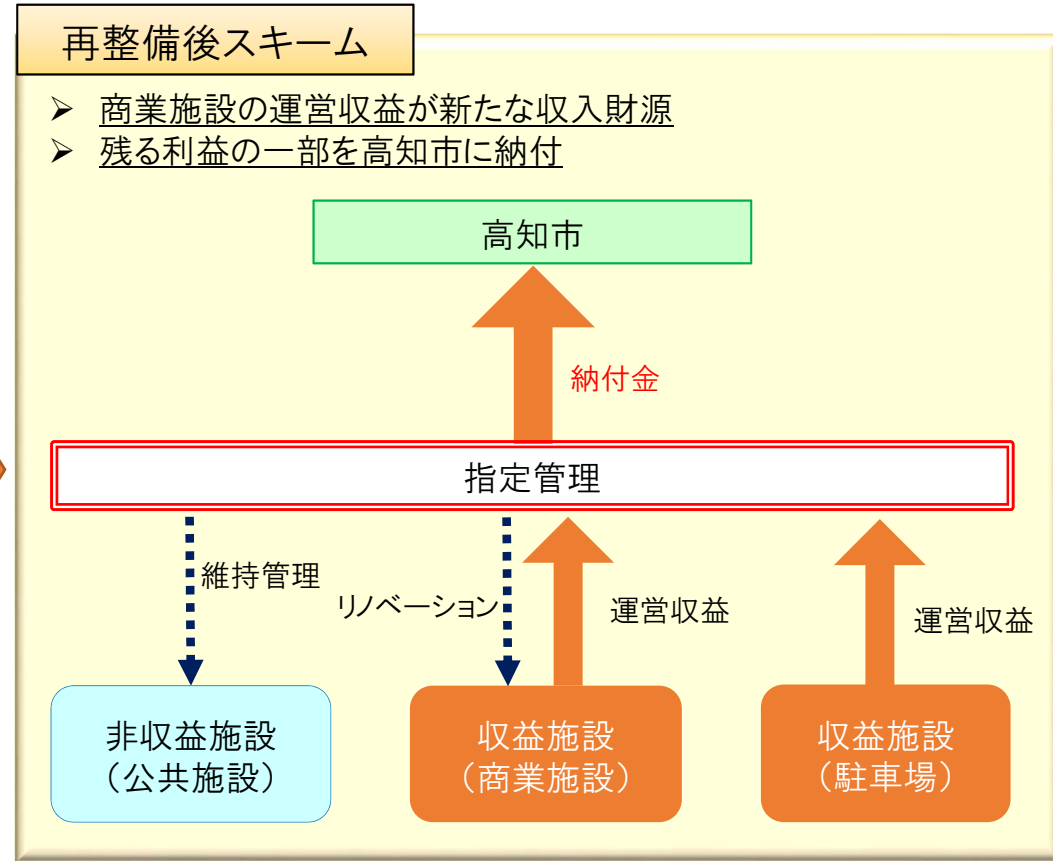 再整備後スキーム
➢ 商業施設の運営収益が新たな収入財源
➢ 残る利益の一部を高知市に納付
高知市
納付金
指定管理
維持管理
リノベーション
運営収益
運営収益
非収益施設
（公共施設）
収益施設
（商業施設）
収益施設
（駐車場）